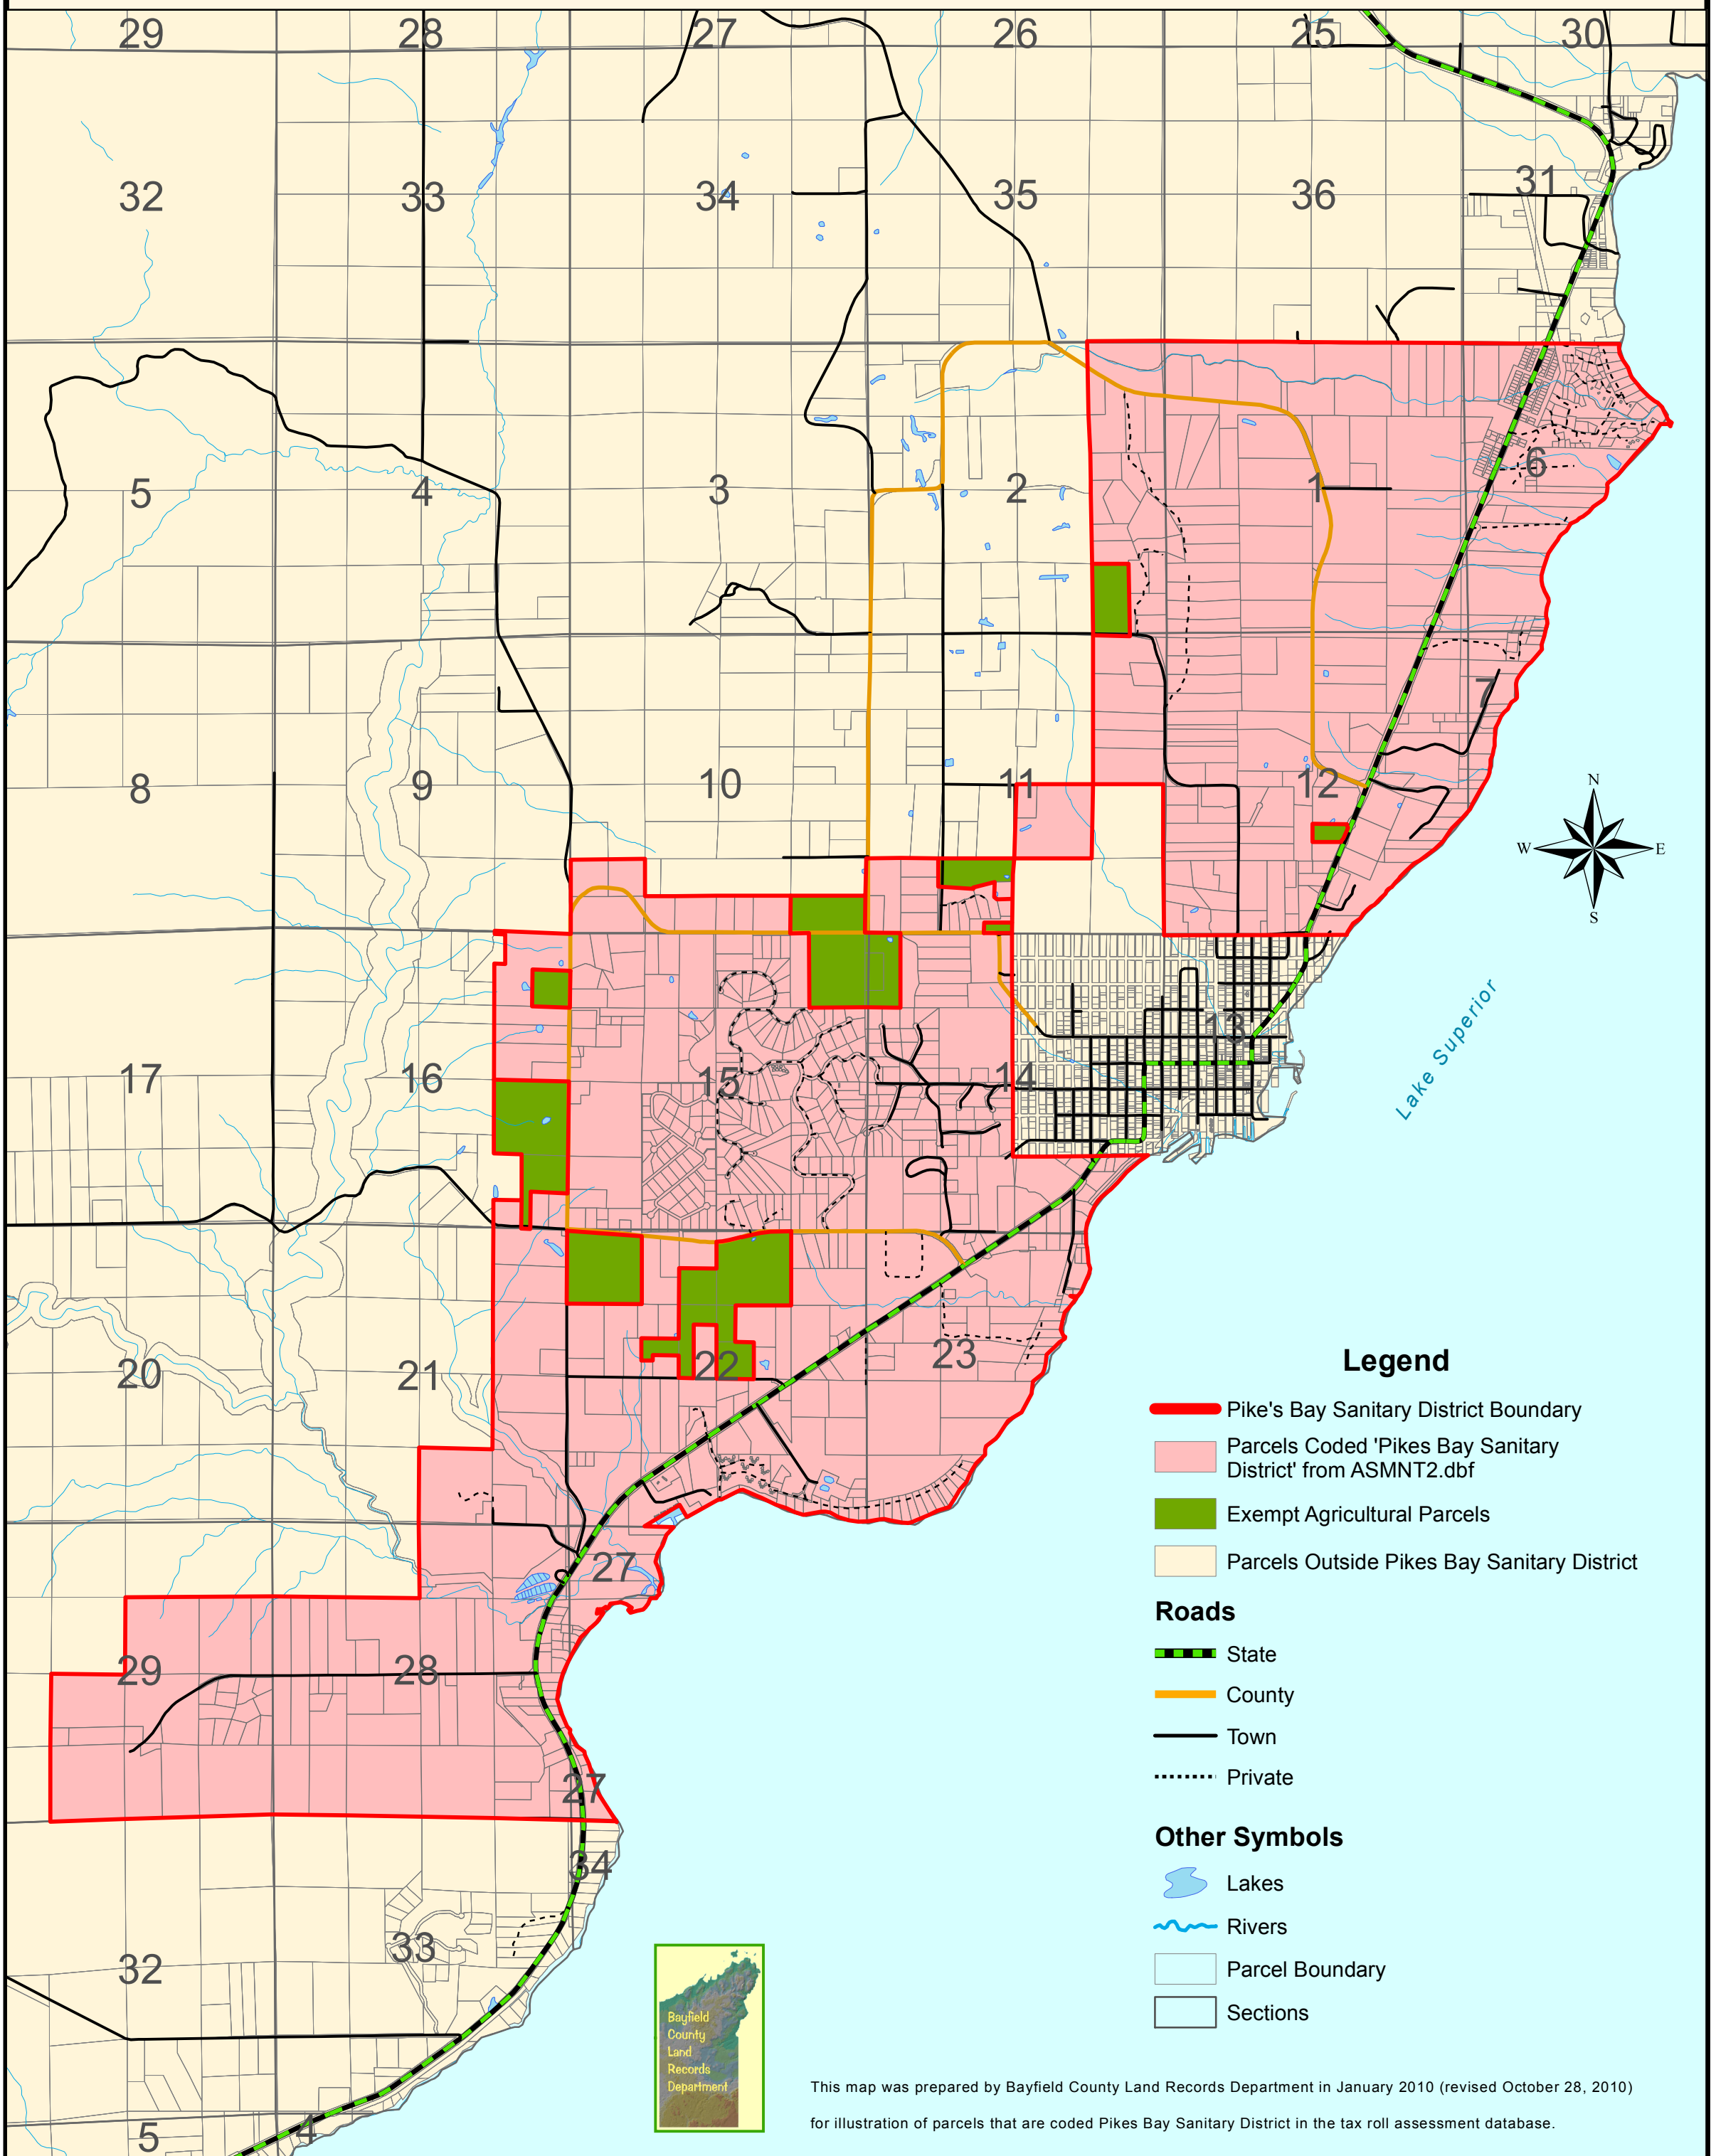 29 28 27 26 25 30
32 33 34 35 36 31
5 4 3 2 1 6
8 9 10 11 12 7
17 16 15 14 13
20 21 22 23
27
29 28
27
34
32 33
5 4
N
W E
S
Lake Superior
Legend
Pike's Bay Sanitary District Boundary
Parcels Coded 'Pikes Bay Sanitary
District' from ASMNT2.dbf
Exempt Agricultural Parcels
Parcels Outside Pikes Bay Sanitary District
Roads
State
County
Town
Private
Other Symbols
Lakes
Rivers
Parcel Boundary
Sections
Bayfield
County
Land
Records
Department
This map was prepared by Bayfield County Land Records Department in January 2010 (revised October 28, 2010)
for illustration of parcels that are coded Pikes Bay Sanitary District in the tax roll assessment database.